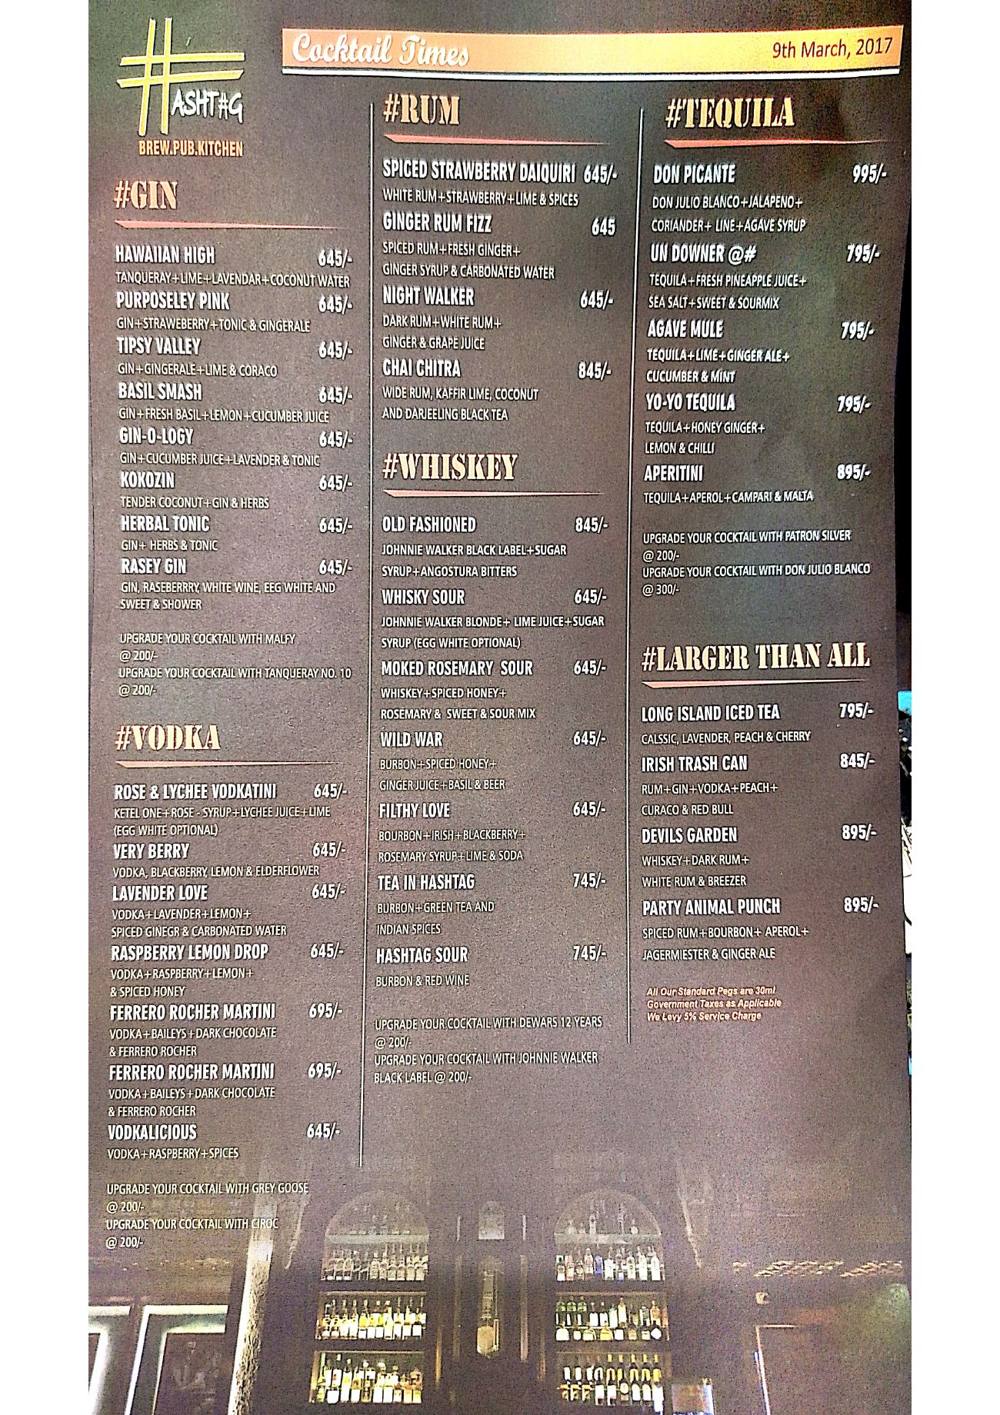 #ASHTAG
BREW.PUB.KITCHEN
Cocktail Times
9th March, 2017
#GIN
HAWAIIAN HIGH 645/-
TANQUERAY+LIME+LAVENDAR+COCONUT WATER
PURPOSELEY PINK 645/-
GIN+STRAWEBERRY+TONIC & GINGERALE
TIPSY VALLEY 645/-
GIN+GINGERALE+LIME & CORACO
BASIL SMASH 645/-
GIN+FRESH BASIL+LEMON+CUCUMBER JUICE
GIN-O-LOGY 645/-
GIN+CUCUMBER JUICE+LAVENDER & TONIC
KOKOZIN 645/-
TENDER COCONUT+GIN & HERBS
HERBAL TONIC 645/-
GIN+ HERBS & TONIC
RASEY GIN 645/-
GIN, RASEBERRY, WHITE WINE, EEG WHITE AND
SWEET & SHOWER
UPGRADE YOUR COCKTAIL WITH MALFY
@ 200/-
UPGRADE YOUR COCKTAIL WITH TANQUERAY NO. 10
@ 200/-
#VODKA
ROSE & LYCHEE VODKATINI 645/-
KETEL ONE+ROSE - SYRUP+LYCHEE JUICE+LIME
(EGG WHITE OPTIONAL)
VERY BERRY 645/-
VODKA, BLACKBERRY, LEMON & ELDERFLOWER
LAVENDER LOVE 645/-
VODKA+LAVENDER+LEMON+
SPICED GINEGR & CARBONATED WATER
RASPBERRY LEMON DROP 645/-
VODKA+RASPBERRY+LEMON+
& SPICED HONEY
FERRERO ROCHER MARTINI 695/-
VODKA+BAILEYS+DARK CHOCOLATE
& FERRERO ROCHER
FERRERO ROCHER MARTINI 695/-
VODKA+BAILEYS+DARK CHOCOLATE
& FERRERO ROCHER
VODKALICIOUS 645/-
VODKA+RASPBERRY+SPICES
UPGRADE YOUR COCKTAIL WITH GREY GOOSE
@ 200/-
UPGRADE YOUR COCKTAIL WITH CIROC
@ 200/-
#RUM
SPICED STRAWBERRY DAIQUIRI 645/-
WHITE RUM+STRAWBERRY+LIME & SPICES
GINGER RUM FIZZ 645
SPICED RUM+FRESH GINGER+
GINGER SYRUP & CARBONATED WATER
NIGHT WALKER 645/-
DARK RUM+WHITE RUM+
GINGER & GRAPE JUICE
CHAI CHITRA 845/-
WIDE RUM, KAFFIR LIME, COCONUT
AND DARJEELING BLACK TEA
#WHISKEY
OLD FASHIONED 845/-
JOHNNIE WALKER BLACK LABEL+SUGAR
SYRUP+ANGOSTURA BITTERS
WHISKY SOUR 645/-
JOHNNIE WALKER BLONDE+ LIME JUICE+SUGAR
SYRUP (EGG WHITE OPTIONAL)
MOKED ROSEMARY SOUR 645/-
WHISKEY+SPICED HONEY+
ROSEMARY & SWEET & SOUR MIX
WILD WAR 645/-
BURBON+SPICED HONEY+
GINGER JUICE+BASIL & BEER
FILTHY LOVE 645/-
BOURBON+IRISH+BLACKBERRY+
ROSEMARY SYRUP+LIME & SODA
TEA IN HASHTAG 745/-
BURBON+GREEN TEA AND
INDIAN SPICES
HASHTAG SOUR 745/-
BURBON & RED WINE
UPGRADE YOUR COCKTAIL WITH DEWARS 12 YEARS
@ 200/-
UPGRADE YOUR COCKTAIL WITH JOHNNIE WALKER
BLACK LABEL @ 200/-
#TEQUILA
DON PICANTE 995/-
DON JULIO BLANCO+JALAPENO+
CORIANDER+ LINE+AGAVE SYRUP
UN DOWNER @# 795/-
TEQUILA+FRESH PINEAPPLE JUICE+
SEA SALT+SWEET & SOURMIX
AGAVE MULE 795/-
TEQUILA+LIME+GINGER ALE+
CUCUMBER & MINT
YO-YO TEQUILA 795/-
TEQUILA+HONEY GINGER+
LEMON & CHILLI
APERITINI 895/-
TEQUILA+APEROL+CAMPARI & MALTA
UPGRADE YOUR COCKTAIL WITH PATRON SILVER
@ 200/-
UPGRADE YOUR COCKTAIL WITH DON JULIO BLANCO
@ 300/-
#LARGER THAN ALL
LONG ISLAND ICED TEA 795/-
CALSSIC, LAVENDER, PEACH & CHERRY
IRISH TRASH CAN 845/-
RUM+GIN+VODKA+PEACH+
CURACO & RED BULL
DEVILS GARDEN 895/-
WHISKEY+DARK RUM+
WHITE RUM & BREEZER
PARTY ANIMAL PUNCH 895/-
SPICED RUM+BOURBON+ APEROL+
JAGERMIESTER & GINGER ALE
All Our Standard Pegs are 30ml
Government Taxes as Applicable
We Levy 5% Service Charge